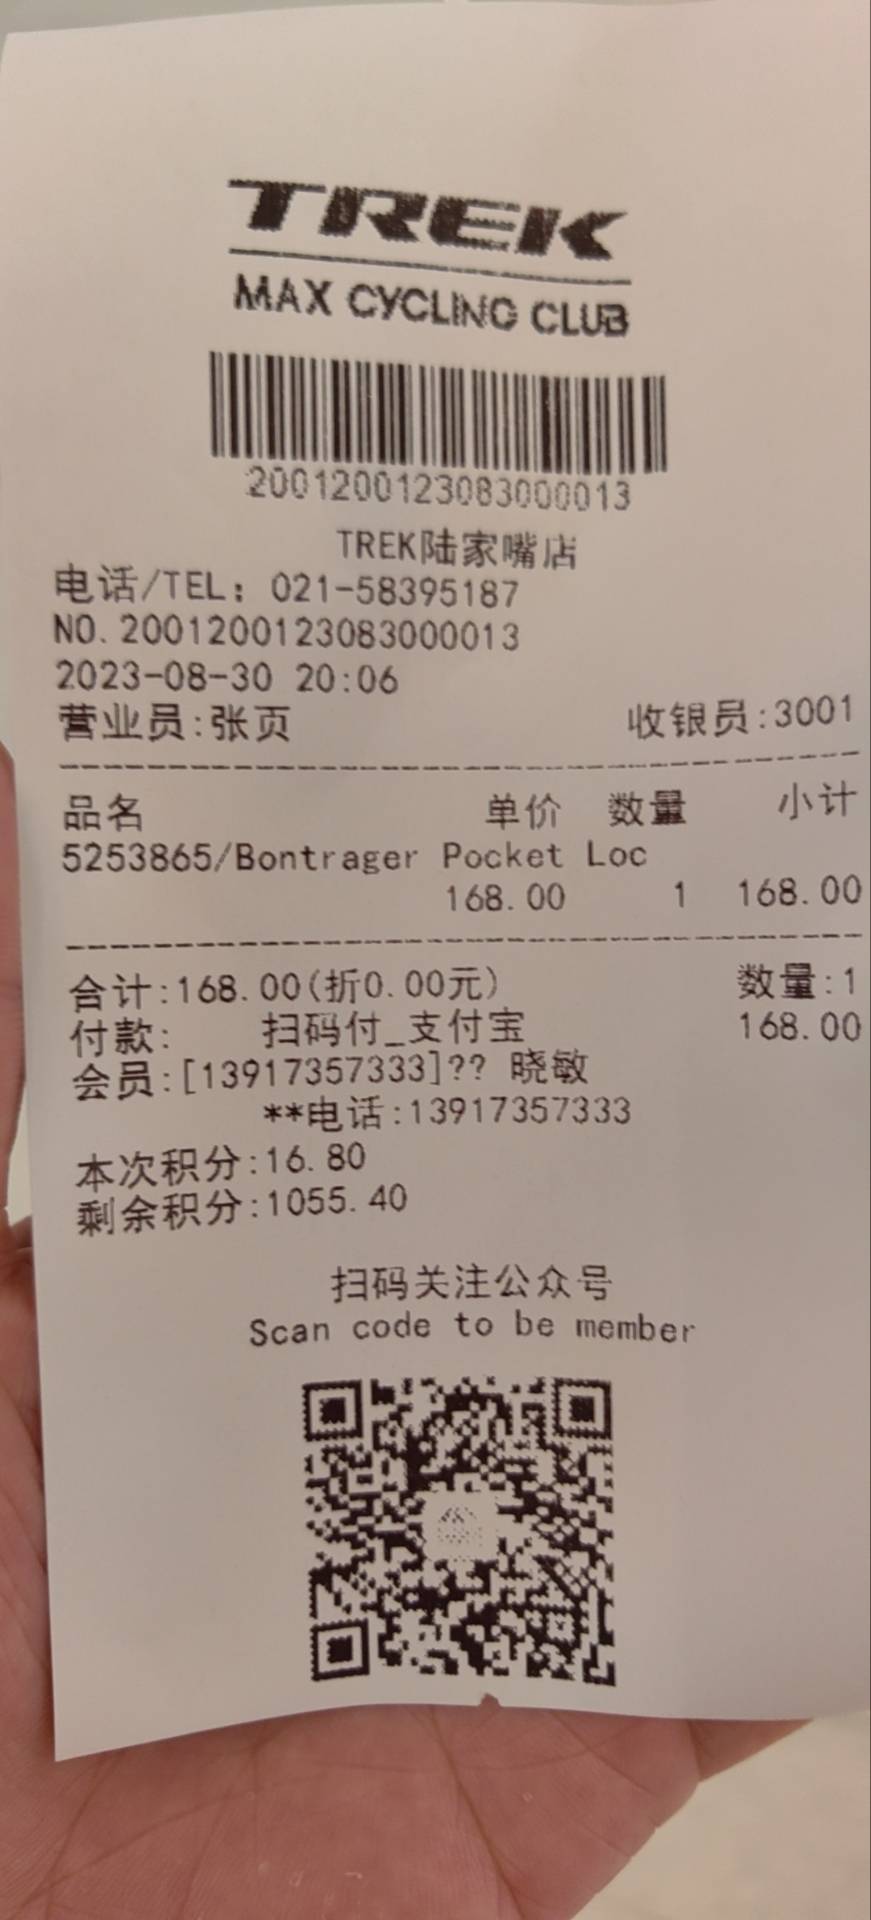 TREK
MAX CYCLING CLUB
2001200123083000013
TREK陆家嘴店
电话/TEL: 021-58395187
NO.2001200123083000013
2023-08-30 20:06
营业员:张页 收银员:3001
品名 单价 数量 小计
5253865/Bontrager Pocket Loc
168.00 1 168.00
合计:168.00(折0.00元) 数量:1
付款: 扫码付_支付宝 168.00
会员:[13917357333]?? 晓敏
**电话:13917357333
本次积分:16.80
剩余积分:1055.40
扫码关注公众号
Scan code to be member